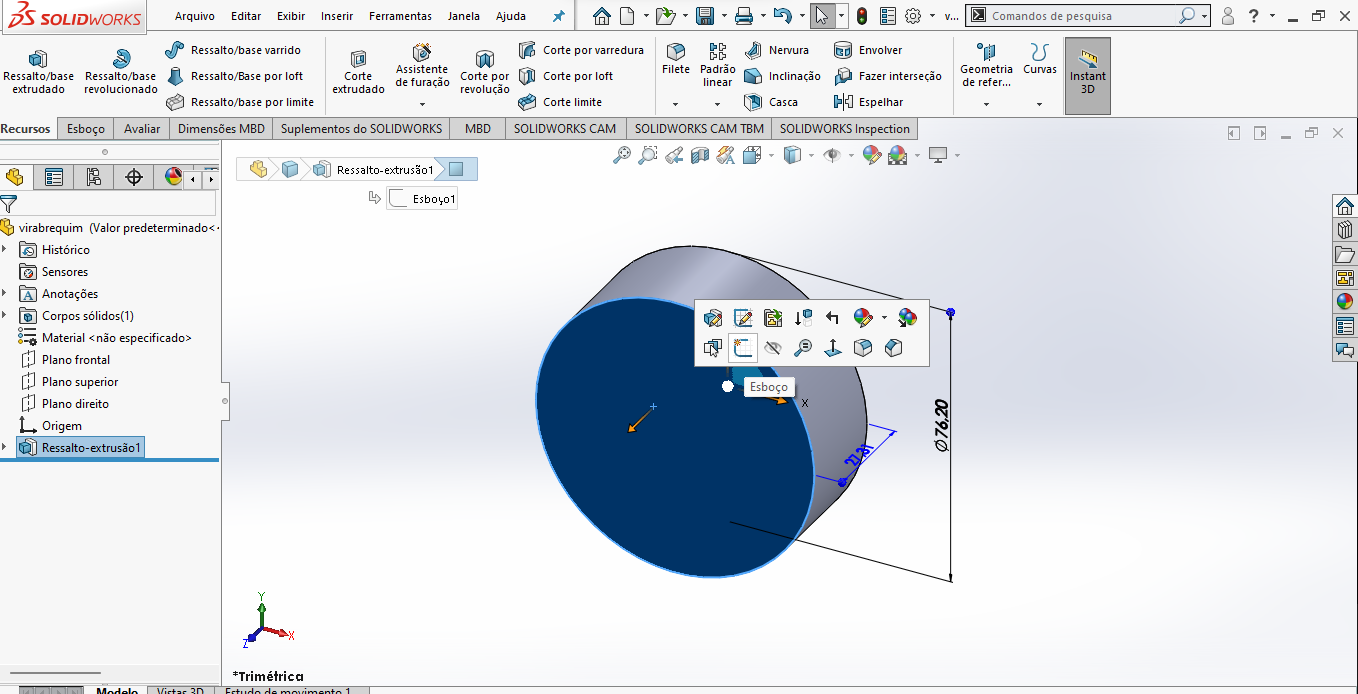 SOLIDWORKS
Arquivo Editar Exibir Inserir Ferramentas Janela Ajuda
v...
Comandos de pesquisa
?
Ressalto/base extrudado
Ressalto/base revolucionado
Ressalto/base varrido
Ressalto/Base por loft
Ressalto/base por limite
Corte extrudado
Assistente de furação
Corte por revolução
Corte por varredura
Corte por loft
Corte limite
Filete
Padrão linear
Nervura
Inclinação
Casca
Envolver
Fazer interseção
Espelhar
Geometria de refer...
Curvas
Instant 3D
Recursos Esboço Avaliar Dimensões MBD Suplementos do SOLIDWORKS MBD SOLIDWORKS CAM SOLIDWORKS CAM TBM SOLIDWORKS Inspection
Ressalto-extrusão1
Esboço1
virabrequim (Valor predeterminado<
Histórico
Sensores
Anotações
Corpos sólidos(1)
Material <não especificado>
Plano frontal
Plano superior
Plano direito
Origem
Ressalto-extrusão1
Esboço
X
Ø76,20
Y
X
Z
*Trimétrica
Modelo Vistas 3D Estudo de movimento 1